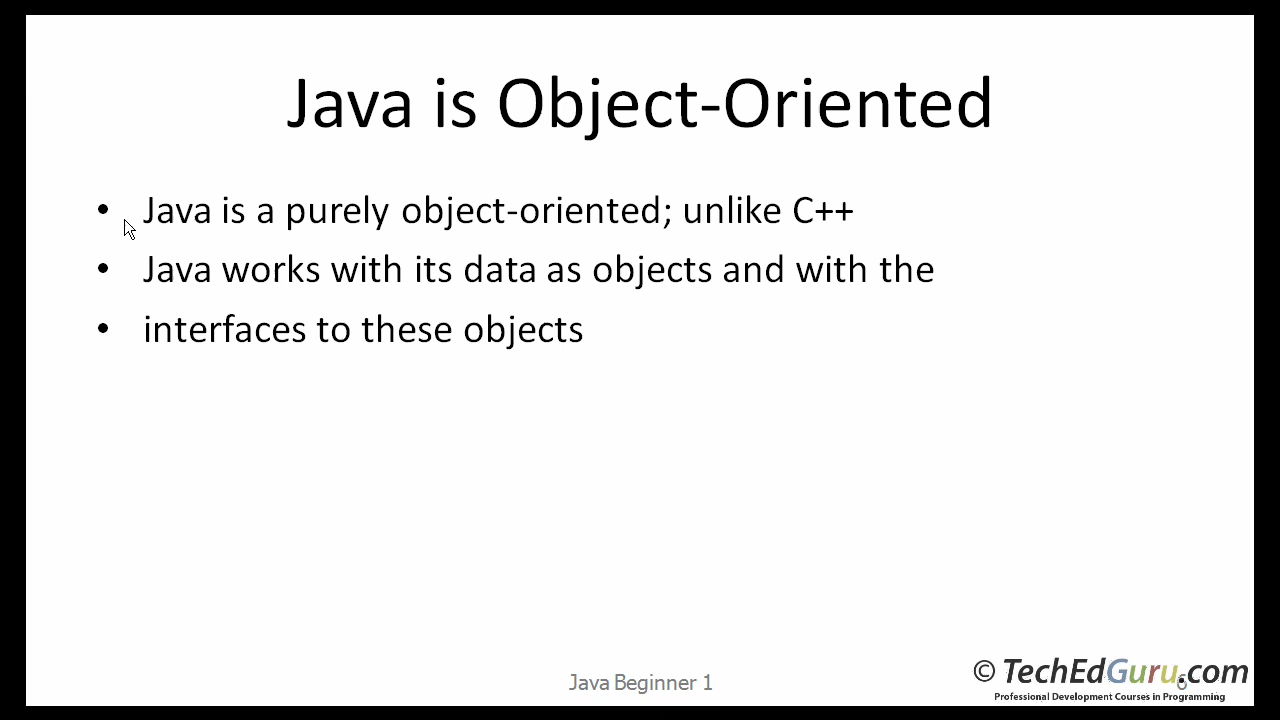 Java is Object-Oriented
• Java is a purely object-oriented; unlike C++
• Java works with its data as objects and with the
• interfaces to these objects
Java Beginner 1
© TechEdGuru.com
6
Professional Development Courses in Programming